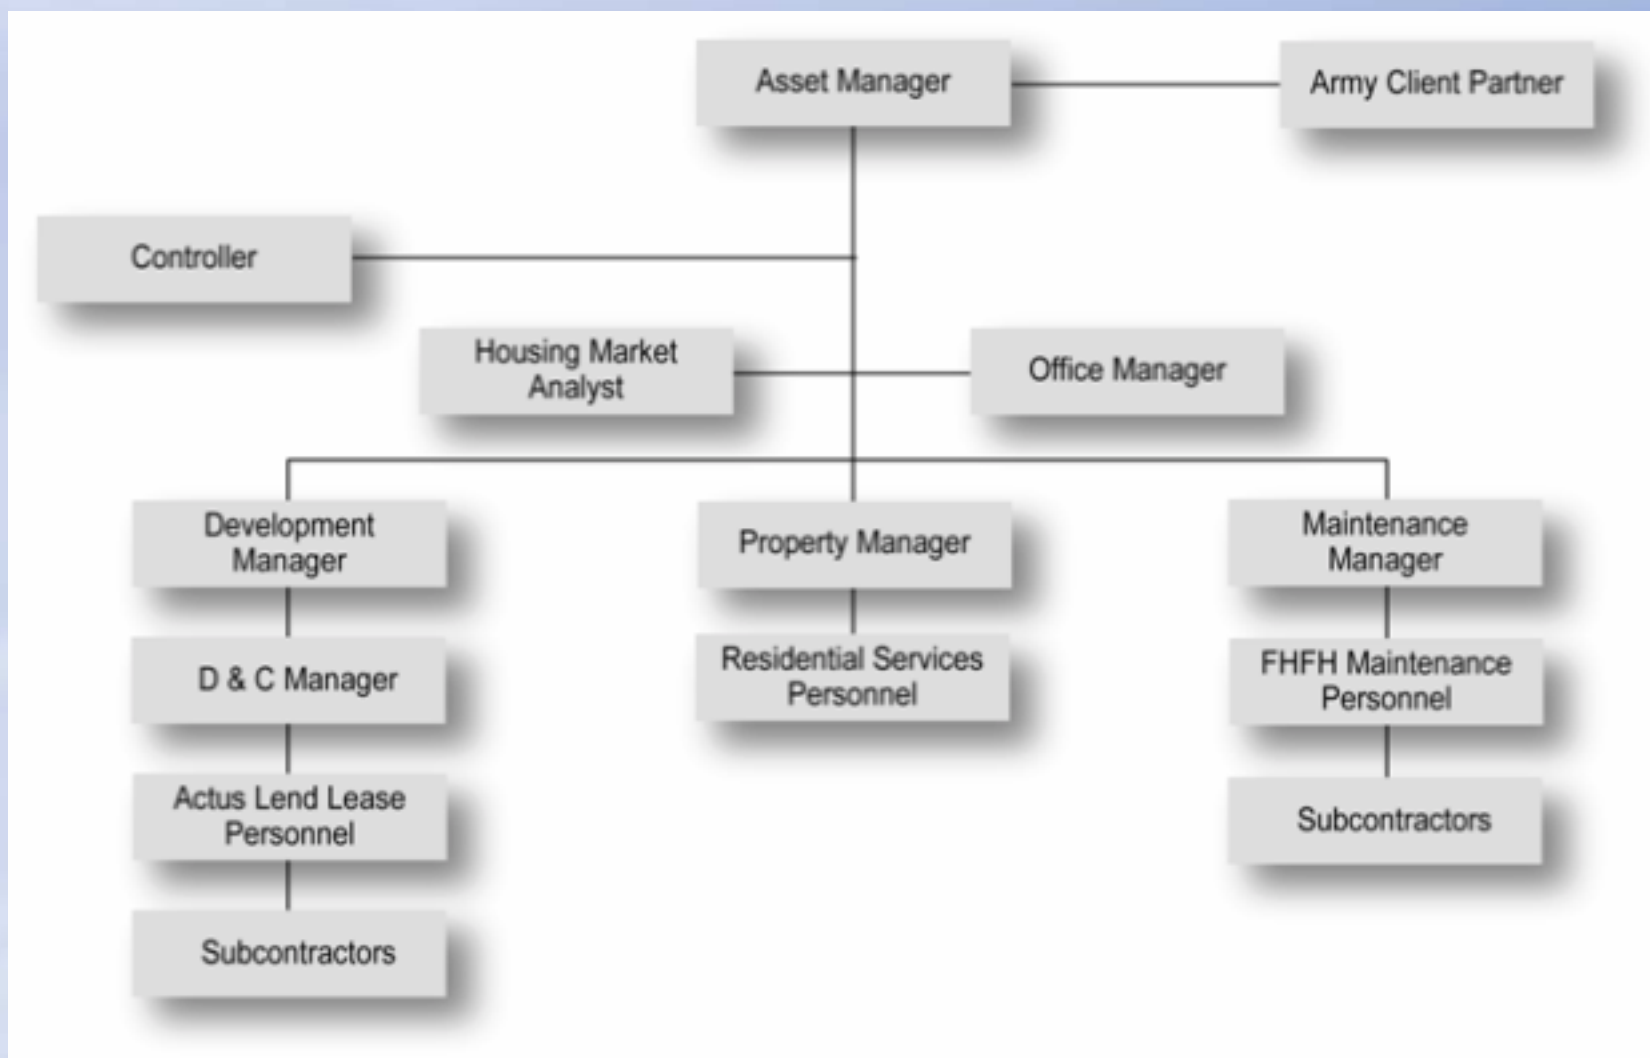 Asset Manager
Army Client Partner
Controller
Housing Market
Analyst
Office Manager
Development
Manager
Property Manager
Maintenance
Manager
D & C Manager
Residential Services
Personnel
FHFH Maintenance
Personnel
Actus Lend Lease
Personnel
Subcontractors
Subcontractors